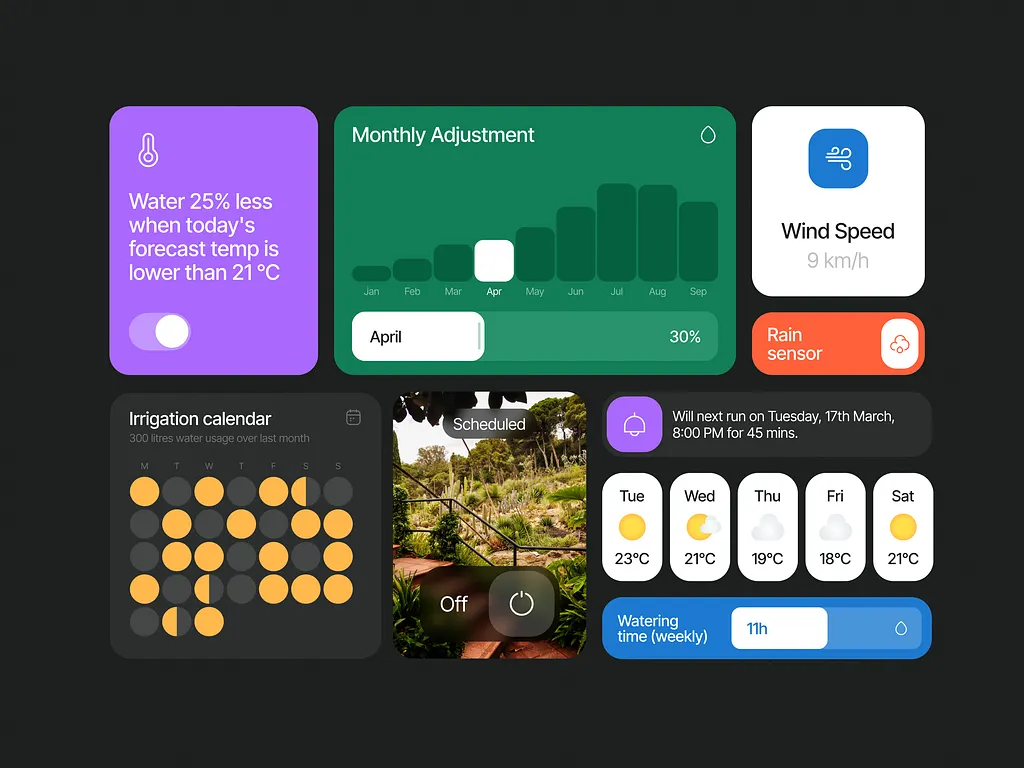 Water 25% less
when today's
forecast temp is
lower than 21 °C
Monthly Adjustment
Jan Feb Mar Apr May Jun Jul Aug Sep
April 30%
Wind Speed
9 km/h
Rain
sensor
Irrigation calendar
300 litres water usage over last month
M T W T F S S
Scheduled
Off
Will next run on Tuesday, 17th March,
8:00 PM for 45 mins.
Tue Wed Thu Fri Sat
23°C 21°C 19°C 18°C 21°C
Watering
time (weekly)
11h